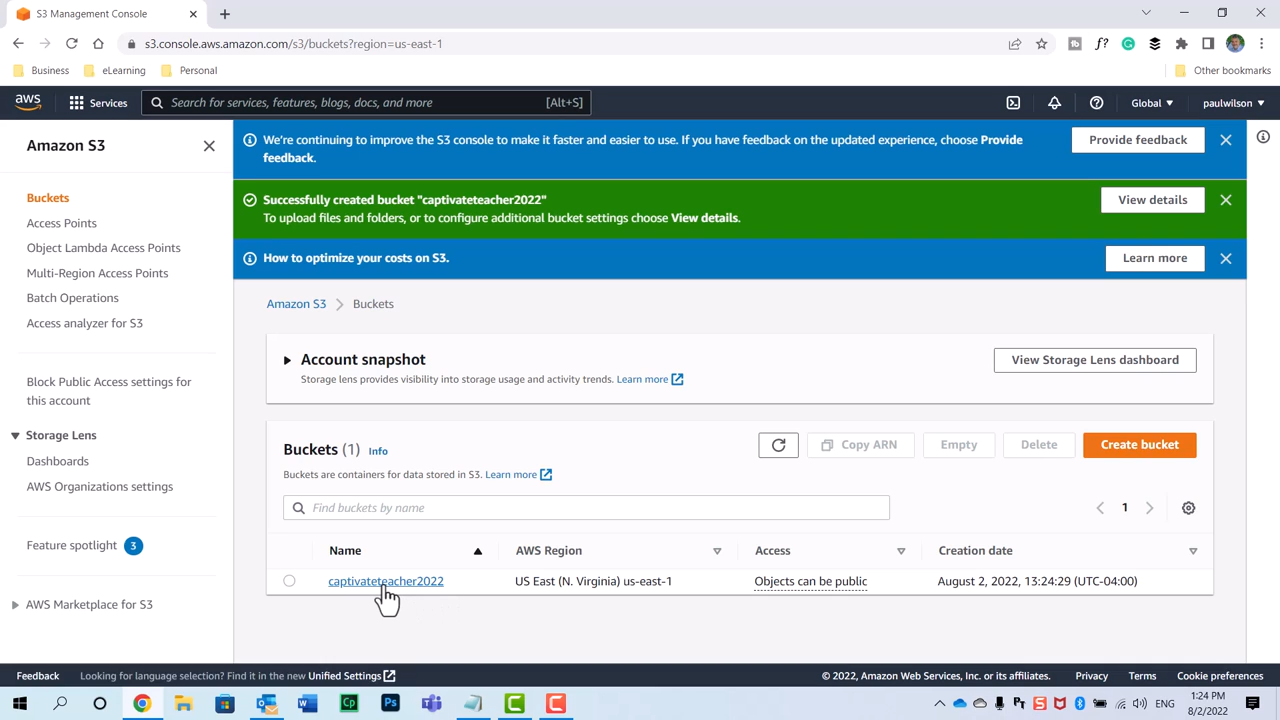 S3 Management Console
s3.console.aws.amazon.com/s3/buckets?region=us-east-1
Business
eLearning
Personal
Other bookmarks
aws
Services
Search for services, features, blogs, docs, and more
[Alt+S]
Global
paulwilson
Amazon S3
Buckets
Access Points
Object Lambda Access Points
Multi-Region Access Points
Batch Operations
Access analyzer for S3
Block Public Access settings for
this account
Storage Lens
Dashboards
AWS Organizations settings
Feature spotlight 3
AWS Marketplace for S3
We're continuing to improve the S3 console to make it faster and easier to use. If you have feedback on the updated experience, choose Provide
feedback.
Provide feedback
Successfully created bucket "captivateteacher2022"
To upload files and folders, or to configure additional bucket settings choose View details.
View details
How to optimize your costs on S3.
Learn more
Amazon S3 > Buckets
Account snapshot
Storage lens provides visibility into storage usage and activity trends. Learn more
View Storage Lens dashboard
Buckets (1) Info
Buckets are containers for data stored in S3. Learn more
Copy ARN
Empty
Delete
Create bucket
Find buckets by name
1
Name
AWS Region
Access
Creation date
captivateteacher2022
US East (N. Virginia) us-east-1
Objects can be public
August 2, 2022, 13:24:29 (UTC-04:00)
Feedback
Looking for language selection? Find it in the new Unified Settings
© 2022, Amazon Web Services, Inc. or its affiliates.
Privacy
Terms
Cookie preferences
Cp
Ps
ENG
1:24 PM
8/2/2022